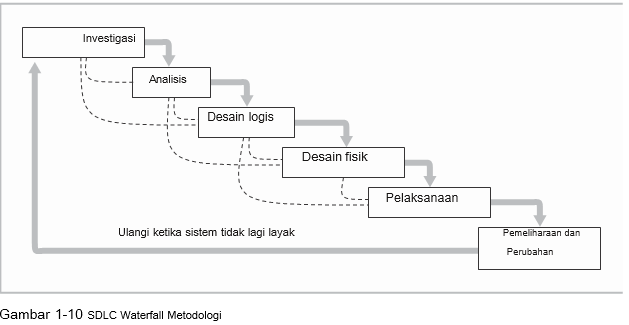 Investigasi
Analisis
Desain logis
Desain fisik
Pelaksanaan
Ulangi ketika sistem tidak lagi layak
Pemeliharaan dan
Perubahan
Gambar 1-10 SDLC Waterfall Metodologi